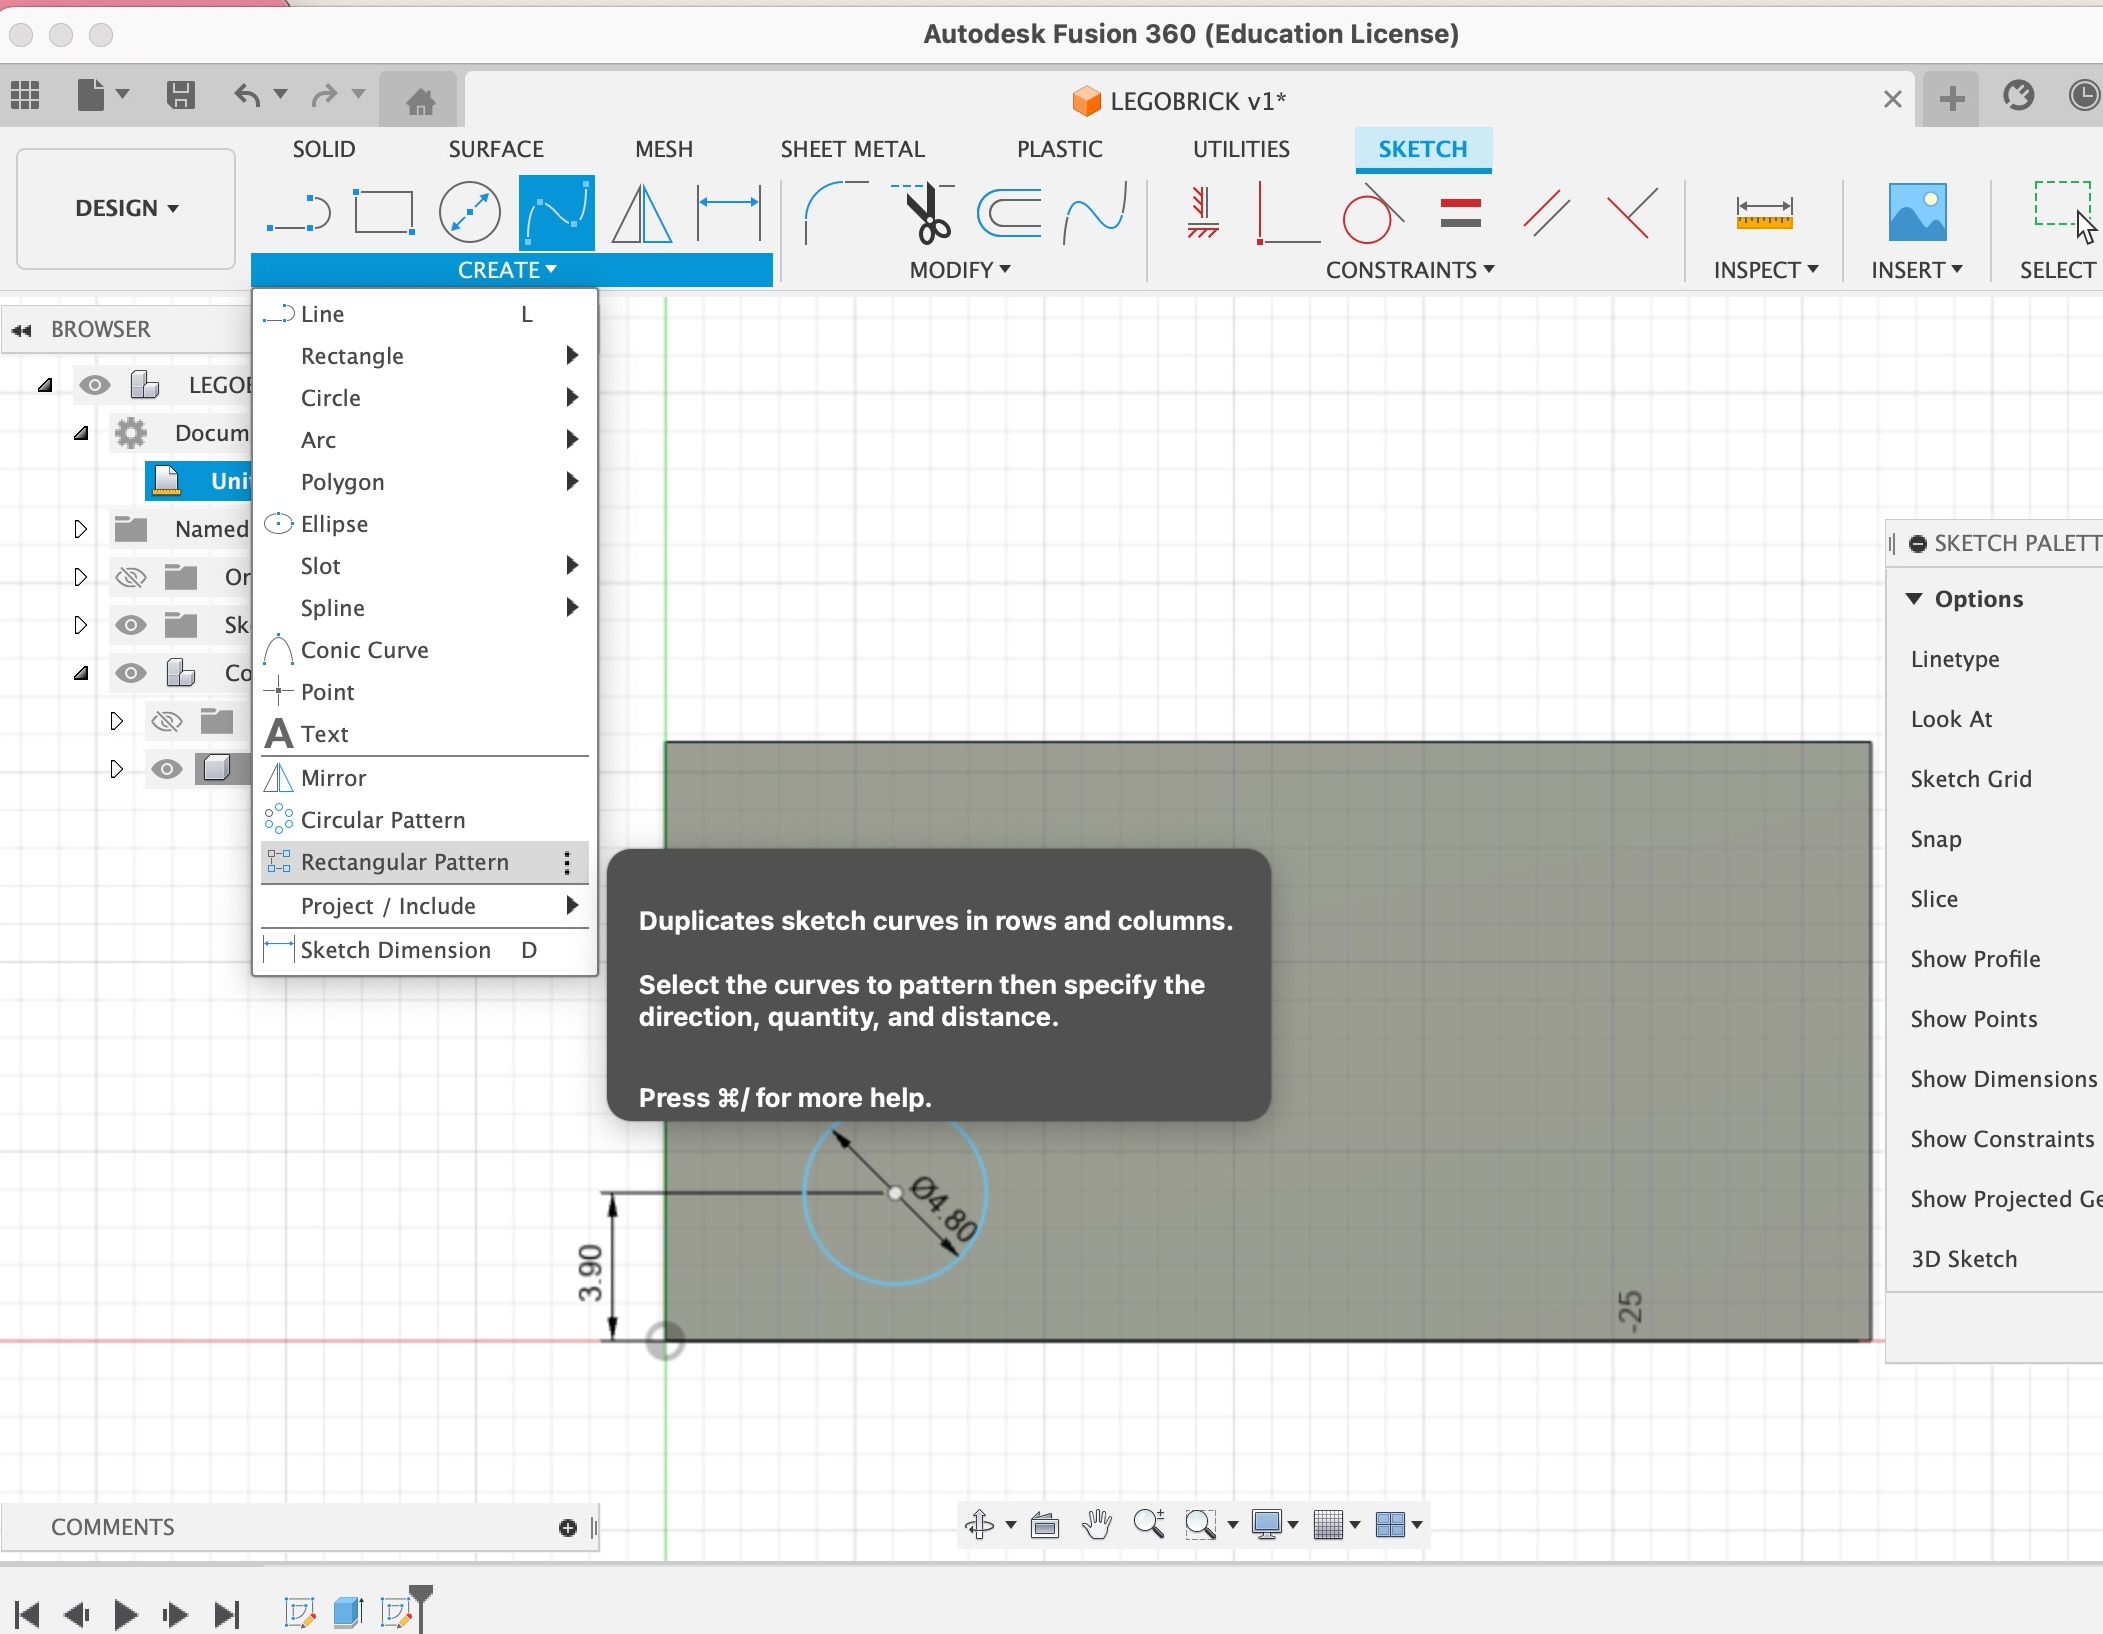 Autodesk Fusion 360 (Education License)
LEGOBRICK v1*
SOLID
SURFACE
MESH
SHEET METAL
PLASTIC
UTILITIES
SKETCH
DESIGN
CREATE
MODIFY
CONSTRAINTS
INSPECT
INSERT
SELECT
BROWSER
LEGOB
Docum
Uni
Named
Or
Sk
Co
Line L
Rectangle
Circle
Arc
Polygon
Ellipse
Slot
Spline
Conic Curve
Point
A Text
Mirror
Circular Pattern
Rectangular Pattern
Project / Include
Sketch Dimension D
Duplicates sketch curves in rows and columns.
Select the curves to pattern then specify the
direction, quantity, and distance.
Press ⌘/ for more help.
Ø4.80
3.90
-25
SKETCH PALETT
Options
Linetype
Look At
Sketch Grid
Snap
Slice
Show Profile
Show Points
Show Dimensions
Show Constraints
Show Projected Ge
3D Sketch
COMMENTS